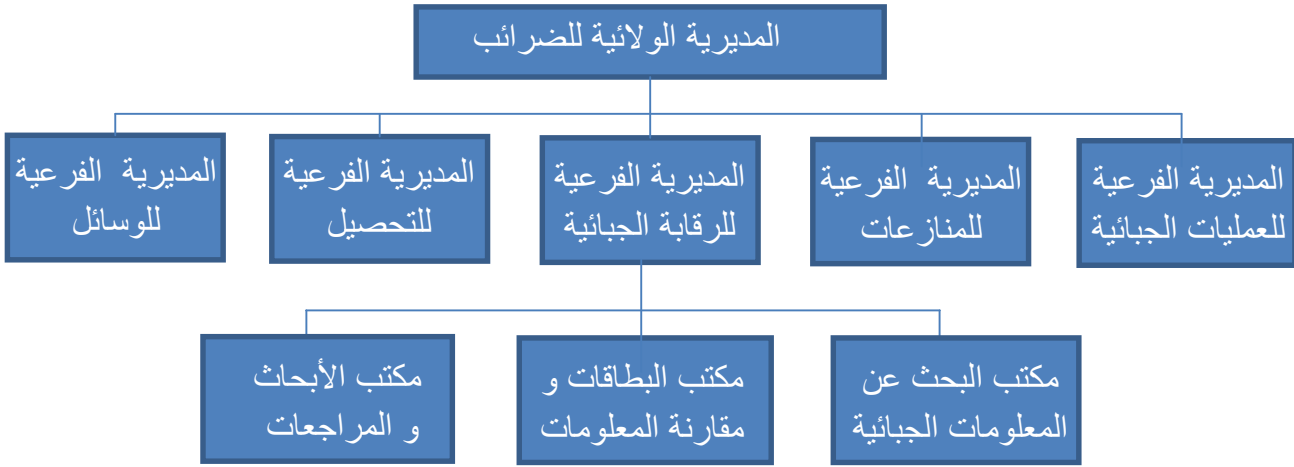 المديرية الولائية للضرائب
المديرية الفرعية
للعمليات الجبائية
المديرية الفرعية
للمنازعات
المديرية الفرعية
للرقابة الجبائية
المديرية الفرعية
للتحصيل
المديرية الفرعية
للوسائل
مكتب البحث عن
المعلومات الجبائية
مكتب البطاقات و
مقارنة المعلومات
مكتب الأبحاث
و المراجعات